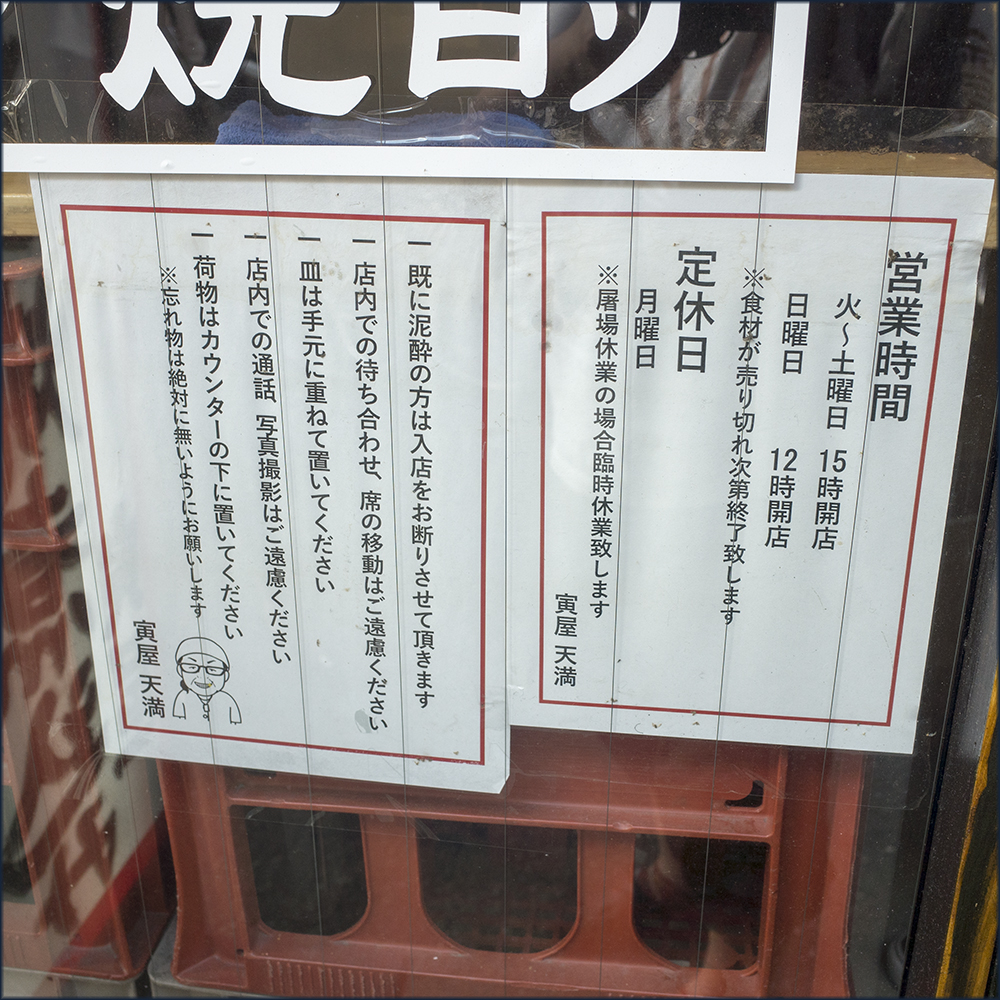 営業時間
火〜土曜日 15時開店
日曜日 12時開店
※食材が売り切れ次第終了致します
定休日
月曜日
※屠場休業の場合臨時休業致します
寅屋 天満
一 既に泥酔の方は入店をお断りさせて頂きます
一 店内での待ち合わせ、席の移動はご遠慮ください
一 皿は手元に重ねて置いてください
一 店内での通話、写真撮影はご遠慮ください
一 荷物はカウンターの下に置いてください
※忘れ物は絶対に無いようにお願いします
寅屋 天満